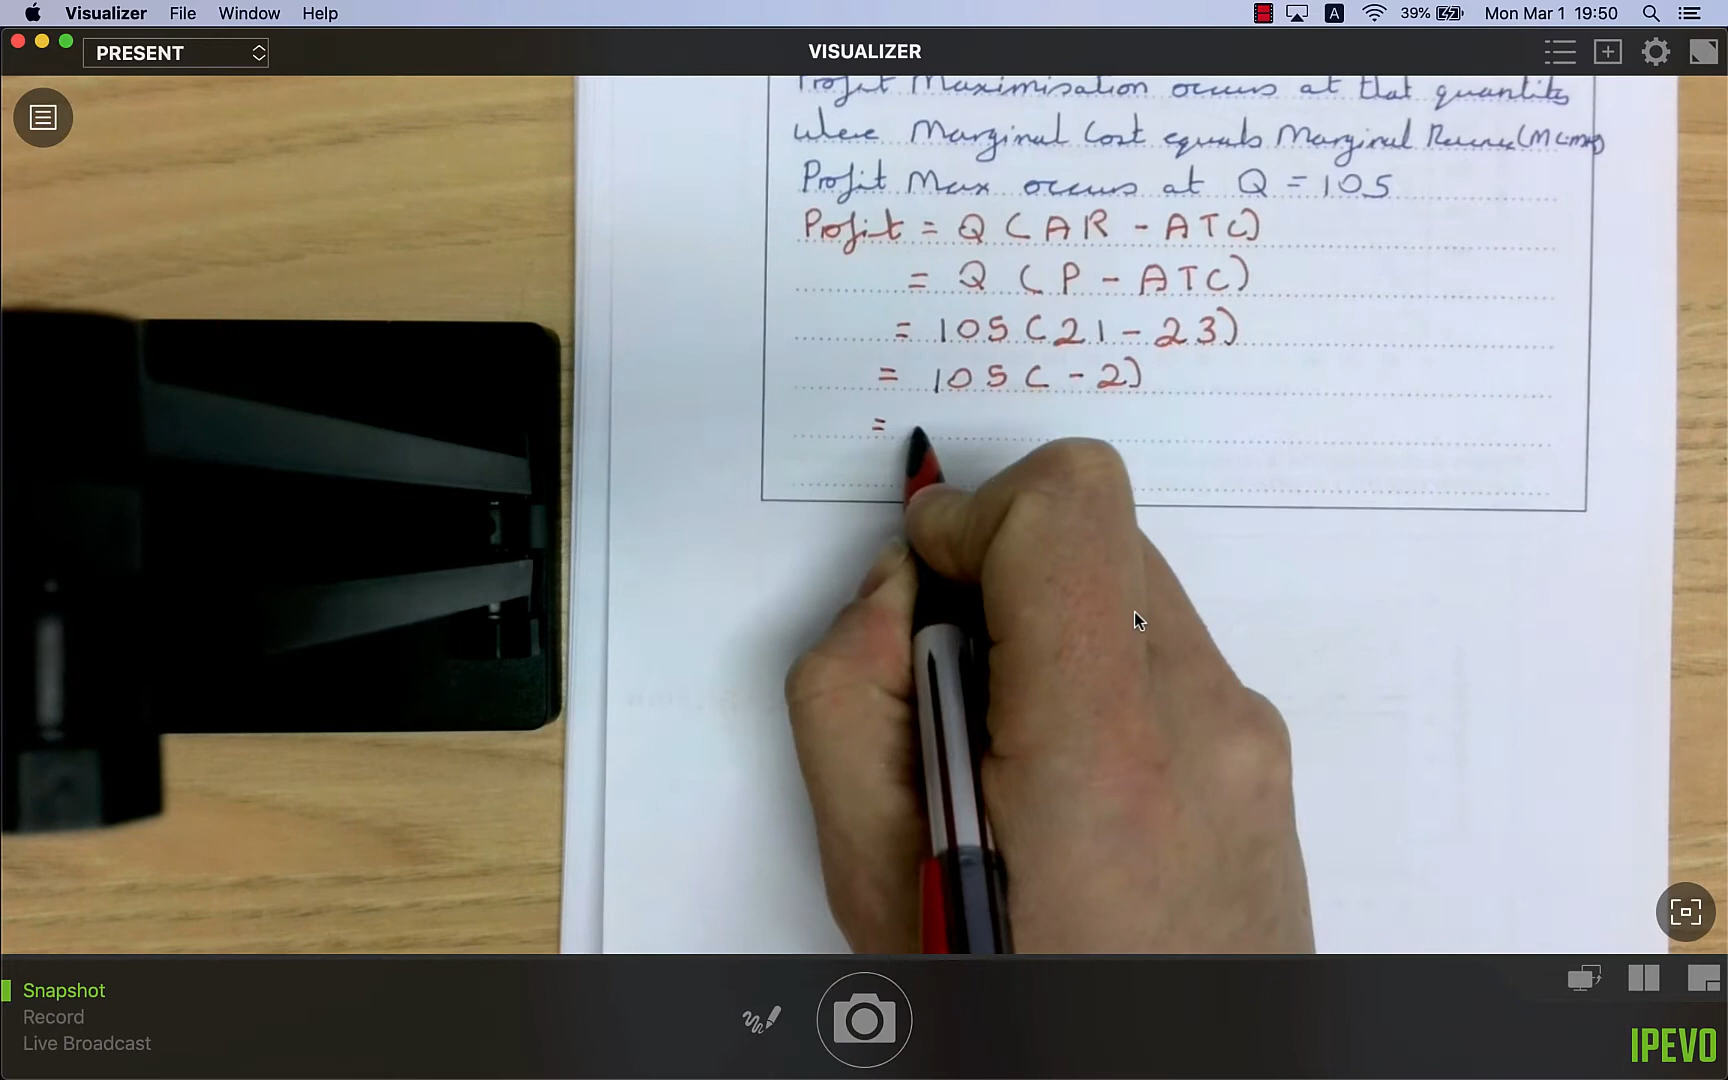 Visualizer File Window Help 39% Mon Mar 1 19:50
PRESENT VISUALIZER
Profit Maximisation occurs at that quantity
where Marginal Cost equals Marginal Revenue (MC=MR)
Profit Max occurs at Q = 105
Profit = Q (AR - ATC)
= Q (P - ATC)
= 105 (21 - 23)
= 105 (-2)
=
Snapshot
Record
Live Broadcast
IPEVO